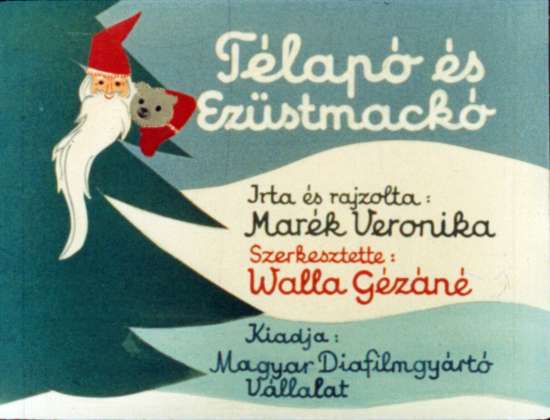 Télapó és
Ezüstmackó
Irta és rajzolta:
Marék Veronika
Szerkesztette:
Walla Gézáné
Kiadja:
Magyar Diafilmgyártó
Vállalat